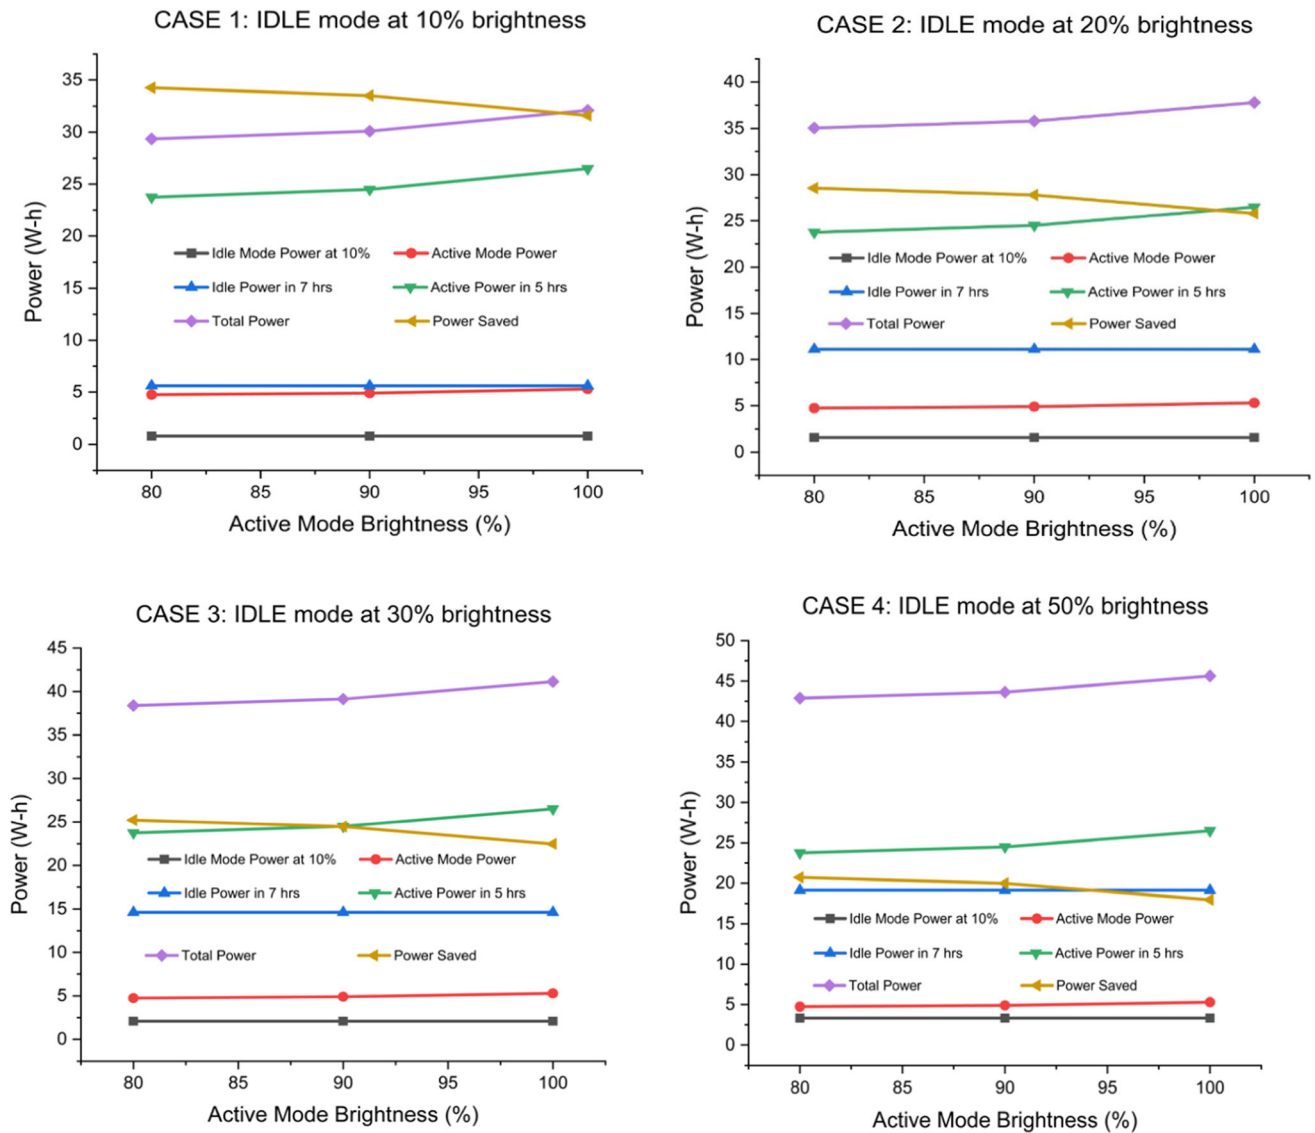 CASE 1: IDLE mode at 10% brightness
Power (W-h)
35
30
25
20
15
10
5
0
Idle Mode Power at 10% Active Mode Power
Idle Power in 7 hrs Active Power in 5 hrs
Total Power Power Saved
80 85 90 95 100
Active Mode Brightness (%)
CASE 2: IDLE mode at 20% brightness
Power (W-h)
40
35
30
25
20
15
10
5
0
Idle Mode Power at 10% Active Mode Power
Idle Power in 7 hrs Active Power in 5 hrs
Total Power Power Saved
80 85 90 95 100
Active Mode Brightness (%)
CASE 3: IDLE mode at 30% brightness
Power (W-h)
45
40
35
30
25
20
15
10
5
0
Idle Mode Power at 10% Active Mode Power
Idle Power in 7 hrs Active Power in 5 hrs
Total Power Power Saved
80 85 90 95 100
Active Mode Brightness (%)
CASE 4: IDLE mode at 50% brightness
Power (W-h)
50
45
40
35
30
25
20
15
10
5
0
Idle Mode Power at 10% Active Mode Power
Idle Power in 7 hrs Active Power in 5 hrs
Total Power Power Saved
80 85 90 95 100
Active Mode Brightness (%)